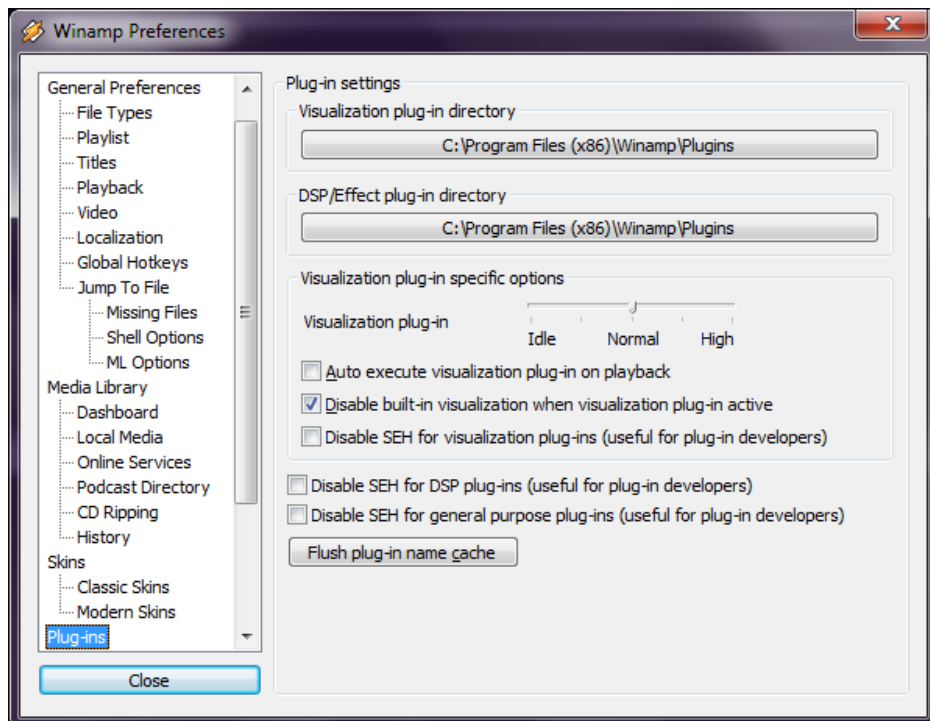 Winamp Preferences
General Preferences
File Types
Playlist
Titles
Playback
Video
Localization
Global Hotkeys
Jump To File
Missing Files
Shell Options
ML Options
Media Library
Dashboard
Local Media
Online Services
Podcast Directory
CD Ripping
History
Skins
Classic Skins
Modern Skins
Plug-ins
Close
Plug-in settings
Visualization plug-in directory
C:\Program Files (x86)\Winamp\Plugins
DSP/Effect plug-in directory
C:\Program Files (x86)\Winamp\Plugins
Visualization plug-in specific options
Visualization plug-in
Idle Normal High
Auto execute visualization plug-in on playback
Disable built-in visualization when visualization plug-in active
Disable SEH for visualization plug-ins (useful for plug-in developers)
Disable SEH for DSP plug-ins (useful for plug-in developers)
Disable SEH for general purpose plug-ins (useful for plug-in developers)
Flush plug-in name cache